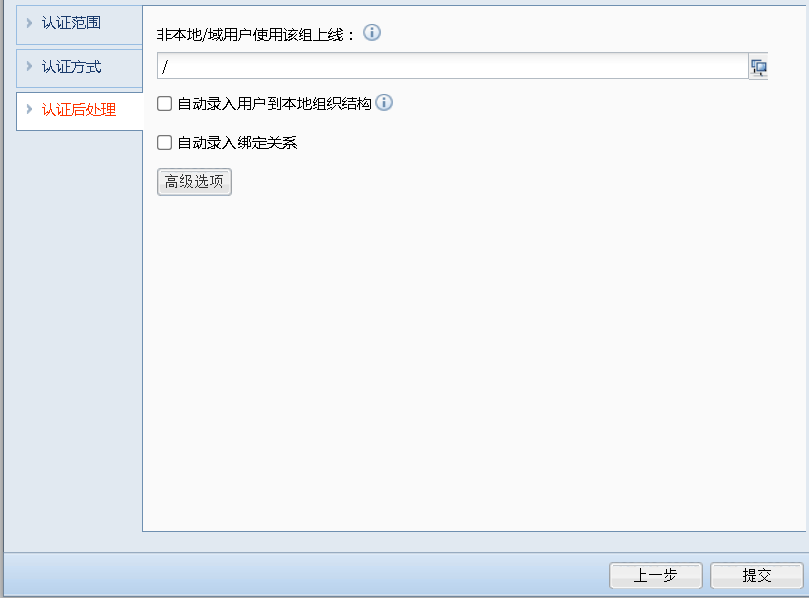 认证范围
认证方式
认证后处理
非本地/域用户使用该组上线：
/
自动录入用户到本地组织结构
自动录入绑定关系
高级选项
上一步
提交